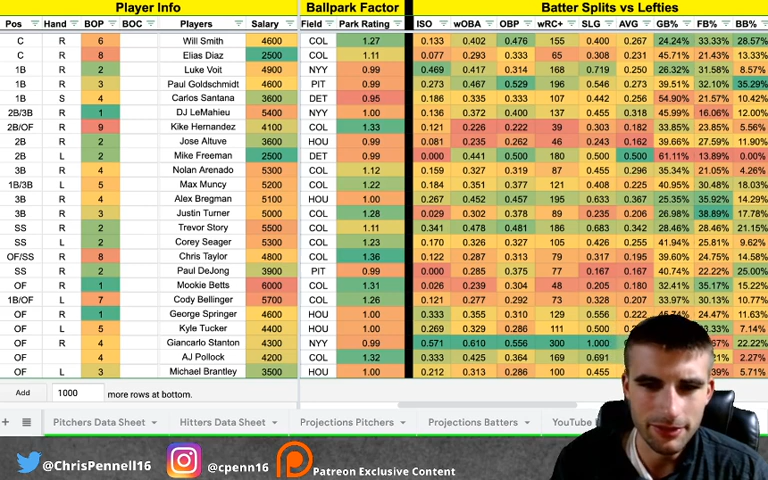 Player Info Ballpark Factor Batter Splits vs Lefties
Pos Hand BOP BOC Players Salary Field Park Rating ISO wOBA OBP wRC+ SLG AVG GB% FB% BB%
C R 6 Will Smith 4600 COL 1.27 0.133 0.402 0.476 155 0.400 0.267 24.24% 33.33% 28.57%
C R 8 Elias Diaz 2500 COL 1.11 0.077 0.293 0.333 65 0.308 0.231 45.71% 21.43% 13.33%
1B R 2 Luke Voit 4900 NYY 1.00 0.469 0.417 0.314 168 0.719 0.250 26.32% 31.58% 8.57%
1B R 3 Paul Goldschmidt 4600 PIT 0.99 0.267 0.467 0.529 196 0.546 0.346 39.51% 32.10% 35.29%
1B S 4 Carlos Santana 3600 DET 0.95 0.186 0.335 0.333 107 0.442 0.256 54.90% 21.57% 10.42%
2B/3B R 1 DJ LeMahieu 5400 NYY 1.00 0.136 0.372 0.400 137 0.455 0.318 45.99% 16.06% 12.00%
2B/OF R 9 Kike Hernandez 4100 COL 1.33 0.121 0.226 0.222 39 0.303 0.182 33.85% 23.85% 5.56%
2B R 2 Jose Altuve 3600 HOU 0.99 0.081 0.235 0.262 46 0.243 0.162 39.66% 27.59% 11.90%
2B L 2 Mike Freeman 2500 DET 0.99 0.000 0.441 0.500 180 0.500 0.500 61.11% 13.89% 0.00%
3B R 4 Nolan Arenado 5300 COL 1.12 0.159 0.327 0.319 87 0.455 0.296 35.34% 21.05% 4.26%
1B/3B L 5 Max Muncy 5200 COL 1.22 0.184 0.351 0.377 121 0.408 0.225 40.95% 30.48% 18.03%
3B R 4 Alex Bregman 5100 HOU 1.00 0.267 0.452 0.457 195 0.633 0.367 25.35% 35.92% 14.29%
3B R 3 Justin Turner 5000 COL 1.28 0.029 0.302 0.378 89 0.235 0.206 26.98% 38.89% 17.78%
SS R 2 Trevor Story 5500 COL 1.11 0.341 0.478 0.481 186 0.683 0.342 28.46% 28.46% 21.15%
SS L 2 Corey Seager 5300 COL 1.23 0.170 0.326 0.327 105 0.426 0.255 41.94% 25.81% 9.62%
OF/SS R 8 Chris Taylor 4800 COL 1.36 0.122 0.287 0.313 79 0.317 0.195 39.60% 24.75% 14.58%
SS R 2 Paul DeJong 3900 PIT 0.99 0.000 0.285 0.375 77 0.167 0.167 40.74% 22.22% 25.00%
OF R 1 Mookie Betts 6000 COL 1.31 0.026 0.239 0.304 48 0.205 0.180 32.41% 35.17% 15.22%
1B/OF L 7 Cody Bellinger 5700 COL 1.26 0.121 0.277 0.292 73 0.328 0.207 33.97% 30.13% 10.77%
OF R 1 George Springer 4600 HOU 1.00 0.333 0.355 0.310 129 0.556 0.222 24.47% 11.63%
OF L 5 Kyle Tucker 4400 HOU 1.00 0.269 0.329 0.286 111 0.500 7.14%
OF R 4 Giancarlo Stanton 4300 NYY 0.99 0.571 0.610 0.556 300 1.000 22.22%
OF 4 AJ Pollock 4200 COL 1.32 0.333 0.425 0.364 169 0.691 2.27%
OF L 3 Michael Brantley 3500 HOU 1.00 0.212 0.313 0.286 100 0.455 5.71%
Add 1000 more rows at bottom.
+ Pitchers Data Sheet Hitters Data Sheet Projections Pitchers Projections Batters YouTube
@ChrisPennell16 @cpenn16 Patreon Exclusive Content